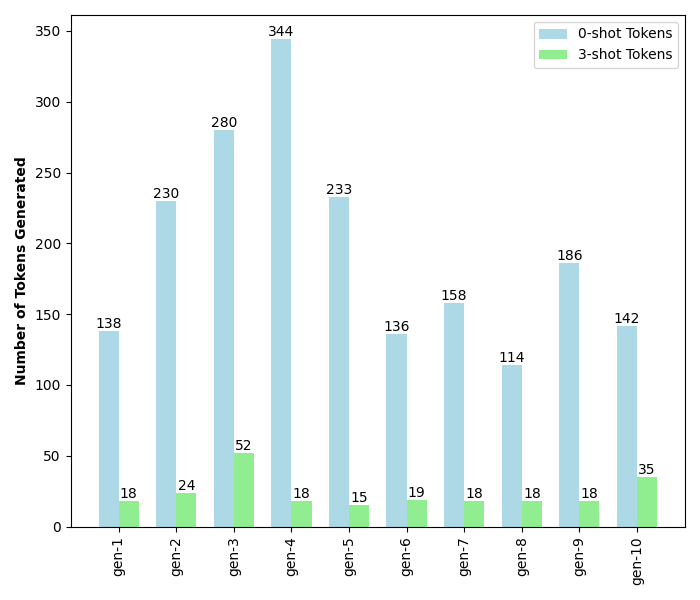 0-shot Tokens
3-shot Tokens
Number of Tokens Generated
350
300
250
200
150
100
50
0
138
18
230
24
280
52
344
18
233
15
136
19
158
18
114
18
186
18
142
35
gen-1
gen-2
gen-3
gen-4
gen-5
gen-6
gen-7
gen-8
gen-9
gen-10